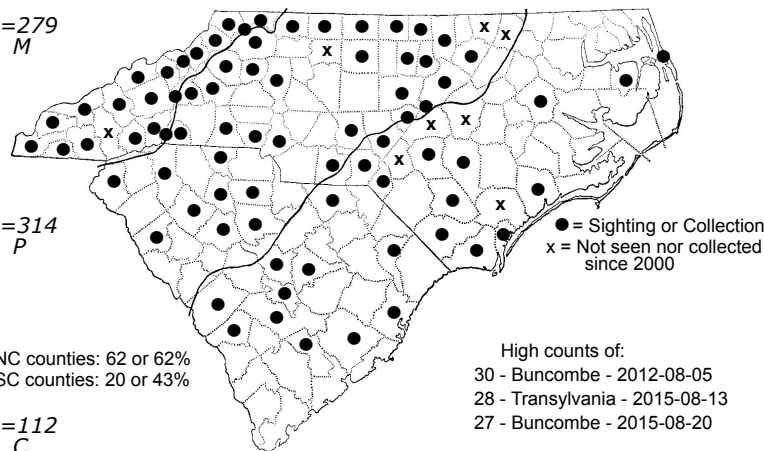 =279
M
=314
P
● = Sighting or Collection
x = Not seen nor collected
since 2000
NC counties: 62 or 62%
SC counties: 20 or 43%
High counts of:
30 - Buncombe - 2012-08-05
28 - Transylvania - 2015-08-13
27 - Buncombe - 2015-08-20
=112
C
x
x
x
x
x
x
x
x